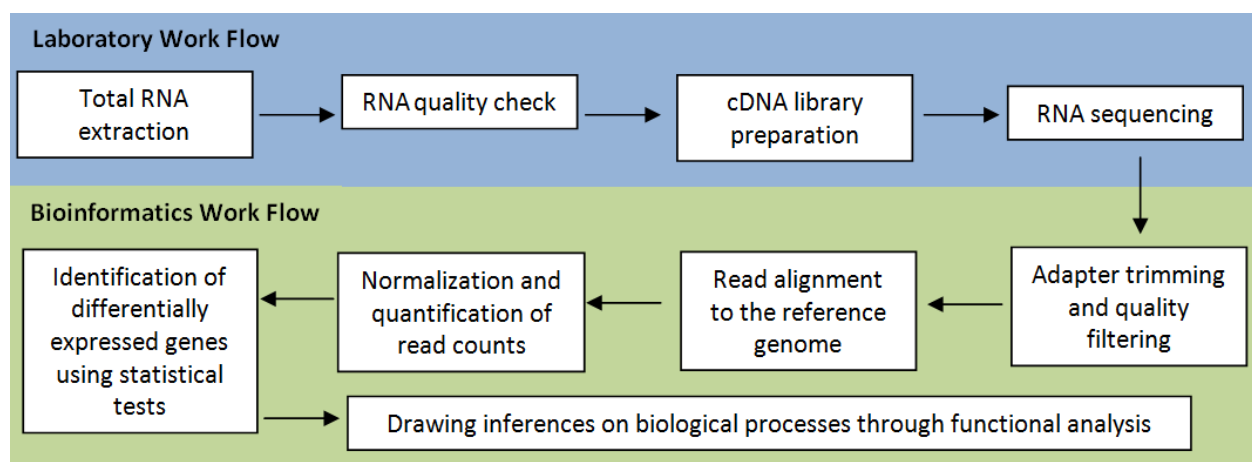 Laboratory Work Flow
Total RNA
extraction
RNA quality check
cDNA library
preparation
RNA sequencing
Bioinformatics Work Flow
Adapter trimming
and quality
filtering
Read alignment
to the reference
genome
Normalization and
quantification of
read counts
Identification of
differentially
expressed genes
using statistical
tests
Drawing inferences on biological processes through functional analysis